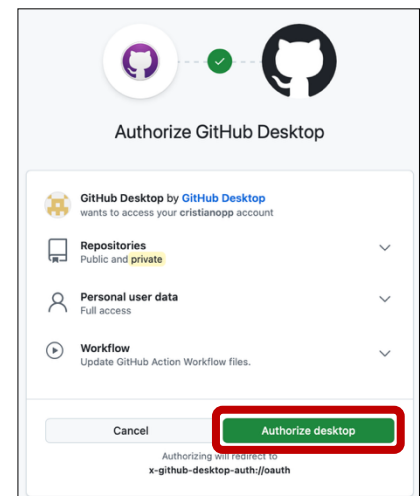 Authorize GitHub Desktop
GitHub Desktop by GitHub Desktop
wants to access your cristianopp account
Repositories
Public and private
Personal user data
Full access
Workflow
Update GitHub Action Workflow files.
Cancel
Authorize desktop
Authorizing will redirect to
x-github-desktop-auth://oauth